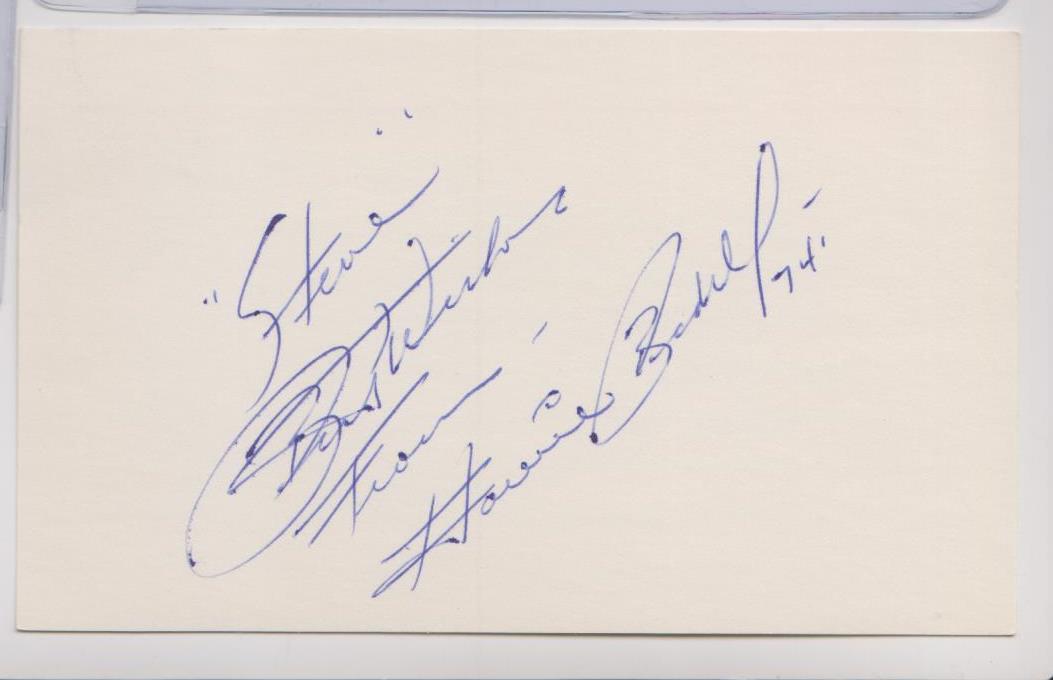 "Steve"
Best Wishes
From -
Howie Bedell
74'